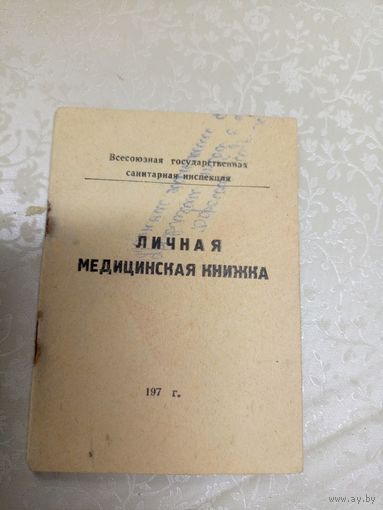 Всесоюзная государственная
санитарная инспекция
ЛИЧНАЯ
МЕДИЦИНСКАЯ КНИЖКА
197 г.
www.ay.by